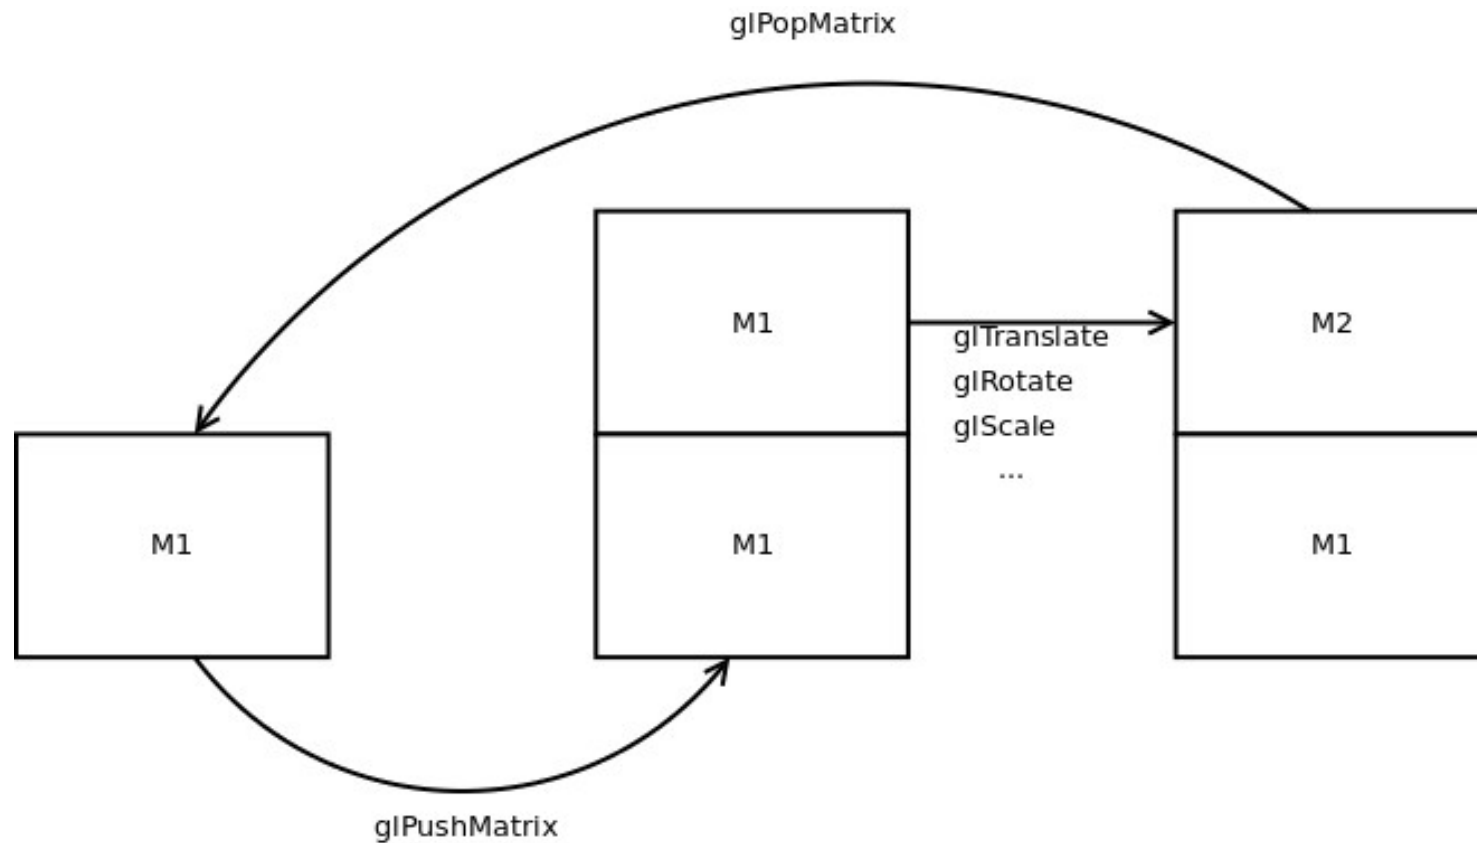 glPopMatrix
M1
M2
glTranslate
glRotate
glScale
...
M1
M1
M1
glPushMatrix